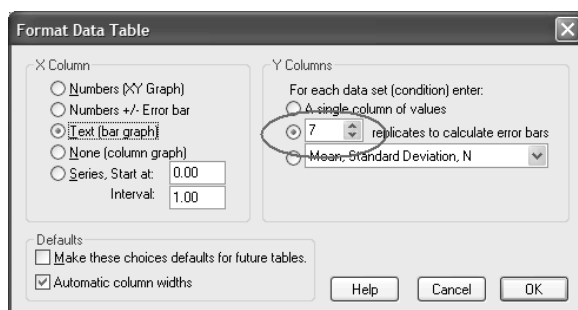 Format Data Table
X Column
Numbers (XY Graph)
Numbers +/- Error bar
Text (bar graph)
None (column graph)
Series, Start at: 0.00
Interval: 1.00
Y Columns
For each data set (condition) enter:
A single column of values
7 replicates to calculate error bars
Mean, Standard Deviation, N
Defaults
Make these choices defaults for future tables.
Automatic column widths
Help Cancel OK